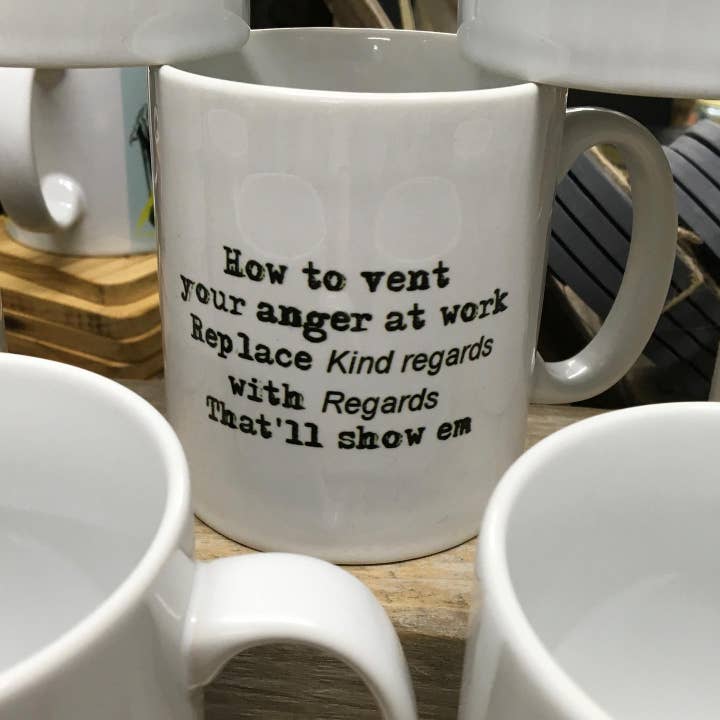 How to vent
your anger at work
Replace Kind regards
with Regards
That'll show em